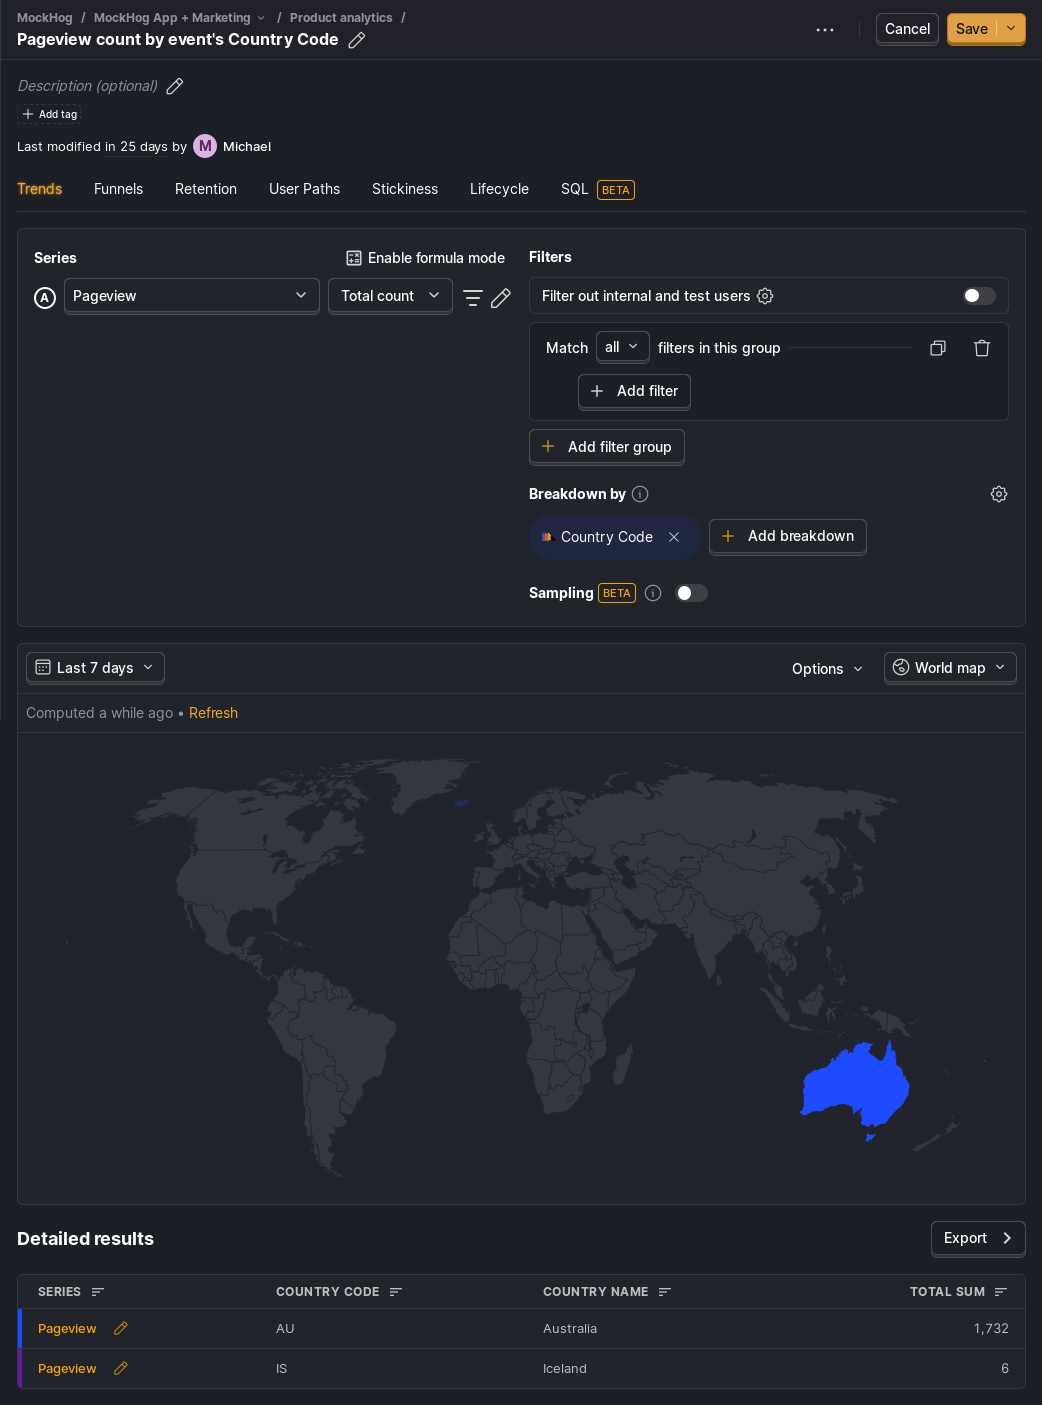 MockHog / MockHog App + Marketing / Product analytics /
Pageview count by event's Country Code
Cancel
Save
Description (optional)
Add tag
Last modified in 25 days by M Michael
Trends
Funnels
Retention
User Paths
Stickiness
Lifecycle
SQL BETA
Series
Enable formula mode
A
Pageview
Total count
Filters
Filter out internal and test users
Match all filters in this group
Add filter
Add filter group
Breakdown by
Country Code
Add breakdown
Sampling BETA
Last 7 days
Options
World map
Computed a while ago • Refresh
Detailed results
Export
SERIES COUNTRY CODE COUNTRY NAME TOTAL SUM
Pageview AU Australia 1,732
Pageview IS Iceland 6